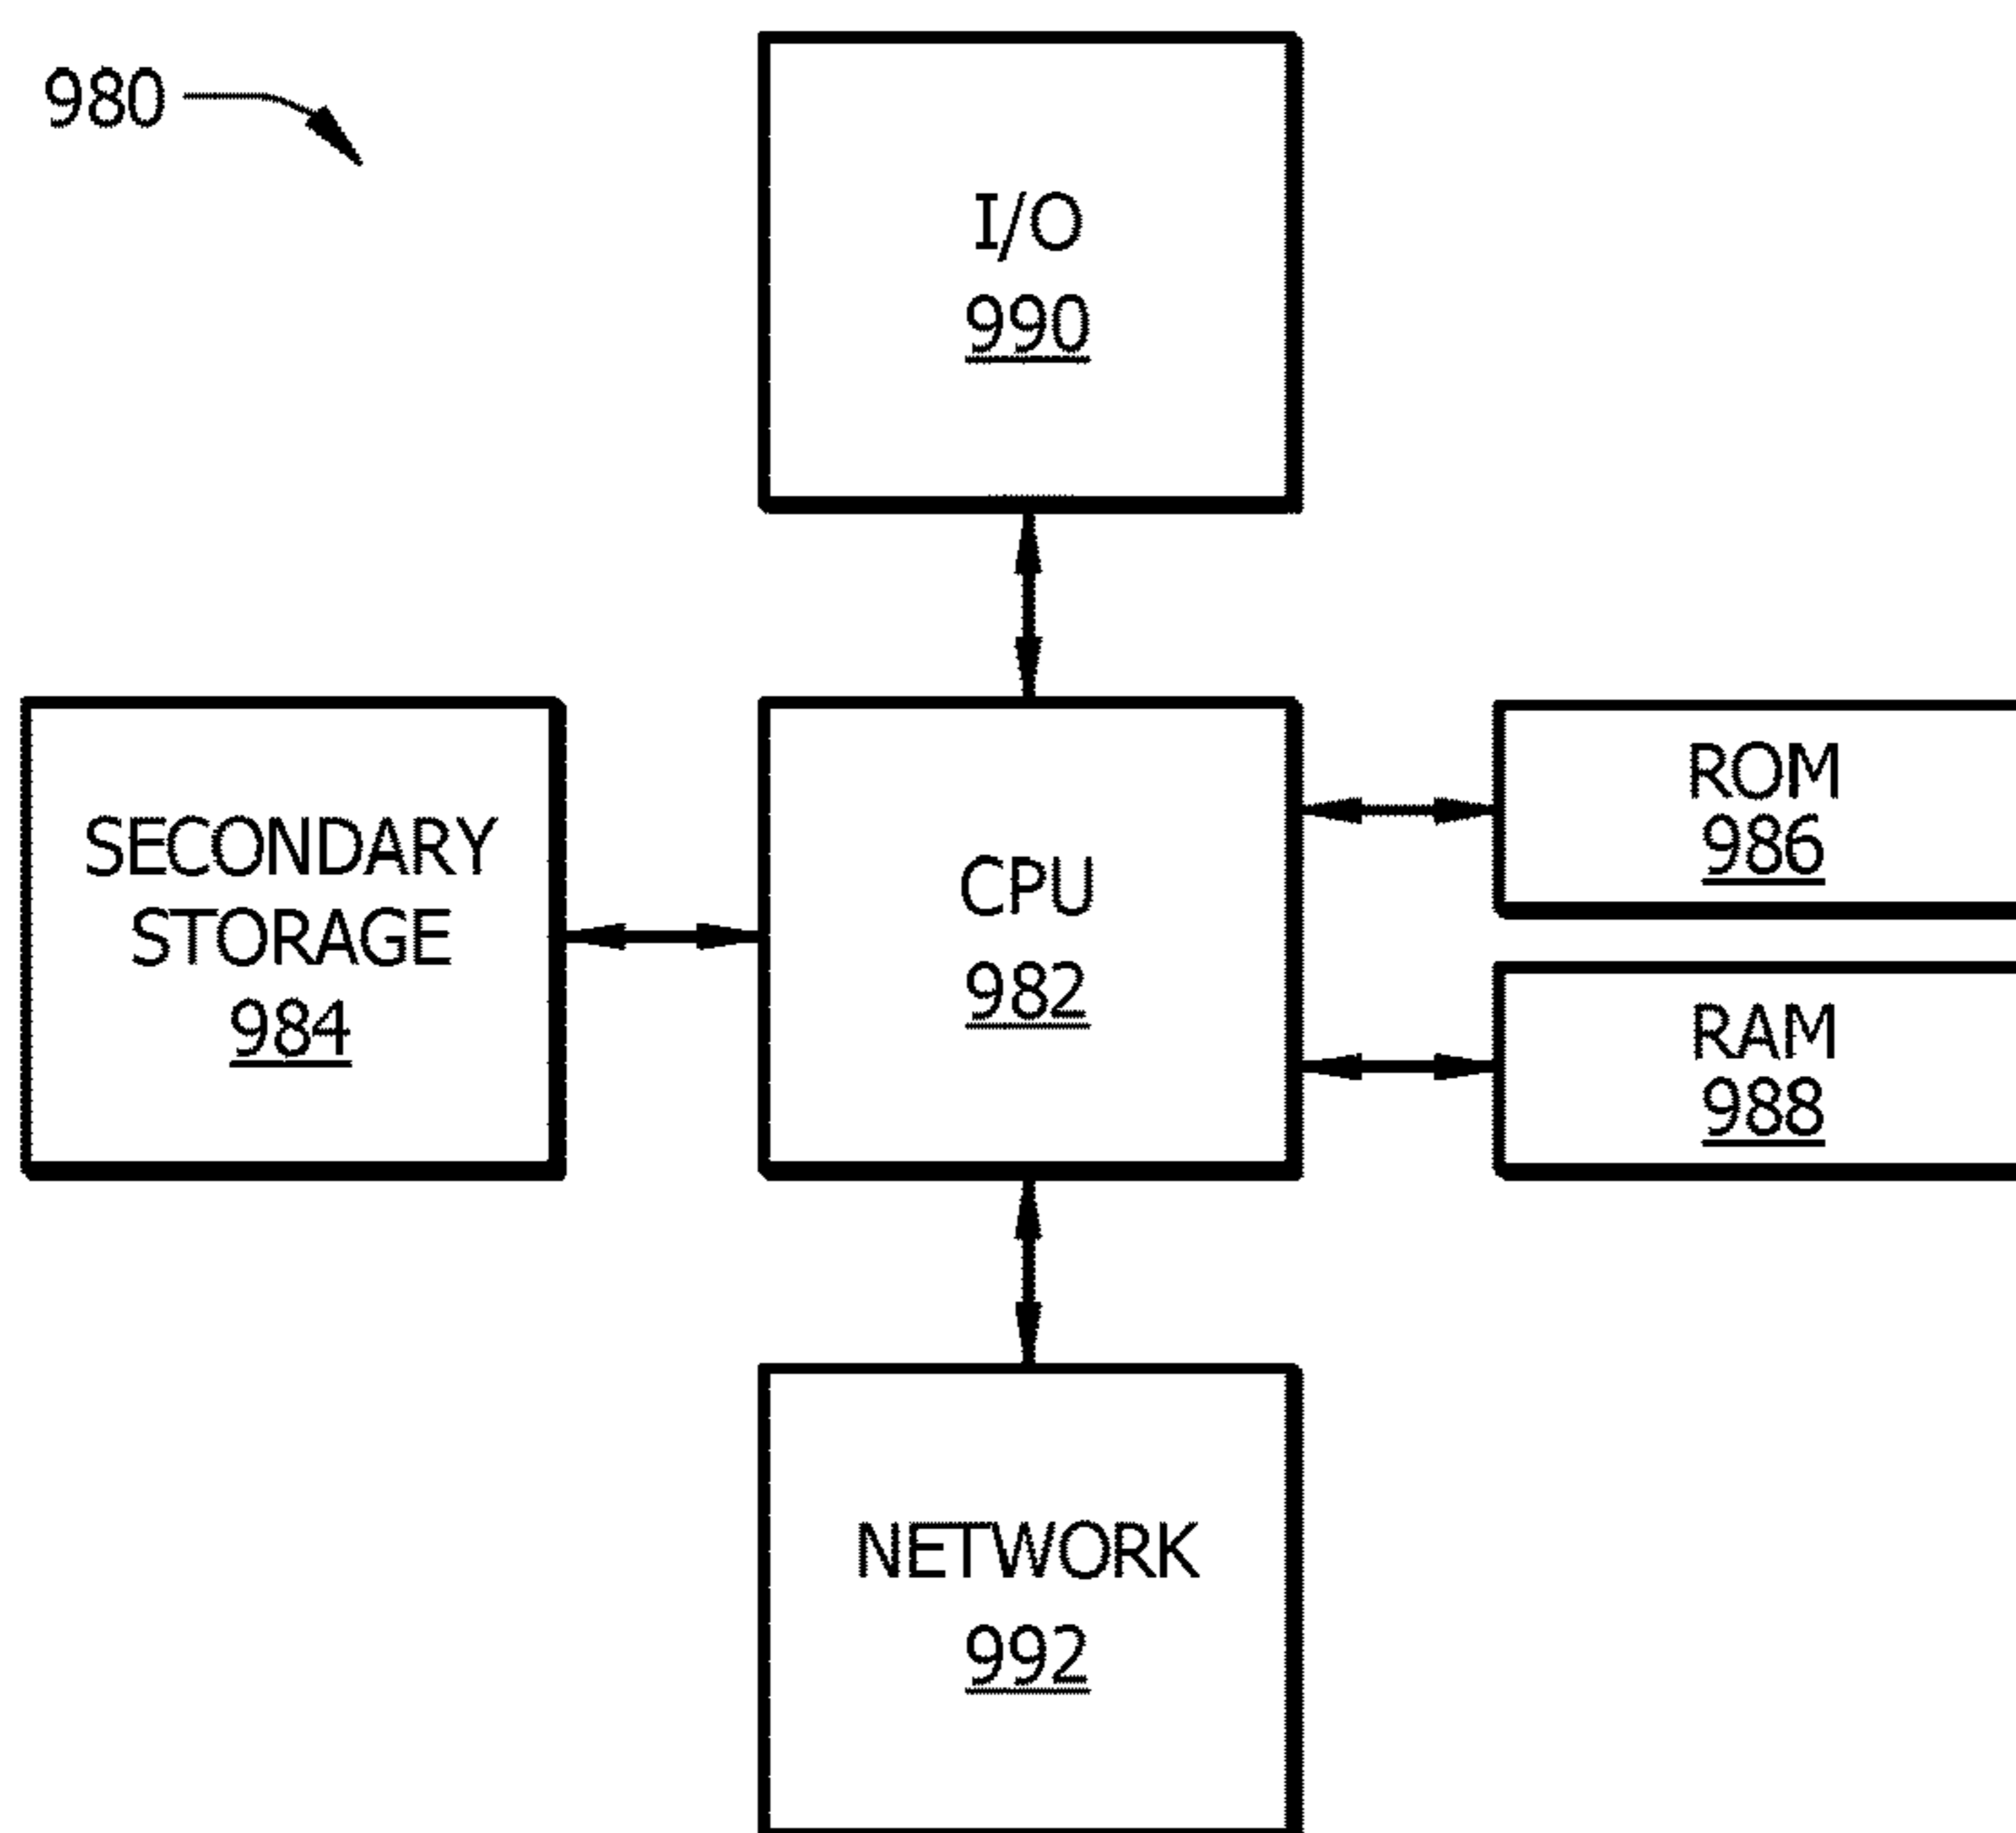 980
I/O
990
SECONDARY
STORAGE
984
CPU
982
ROM
986
RAM
988
NETWORK
992